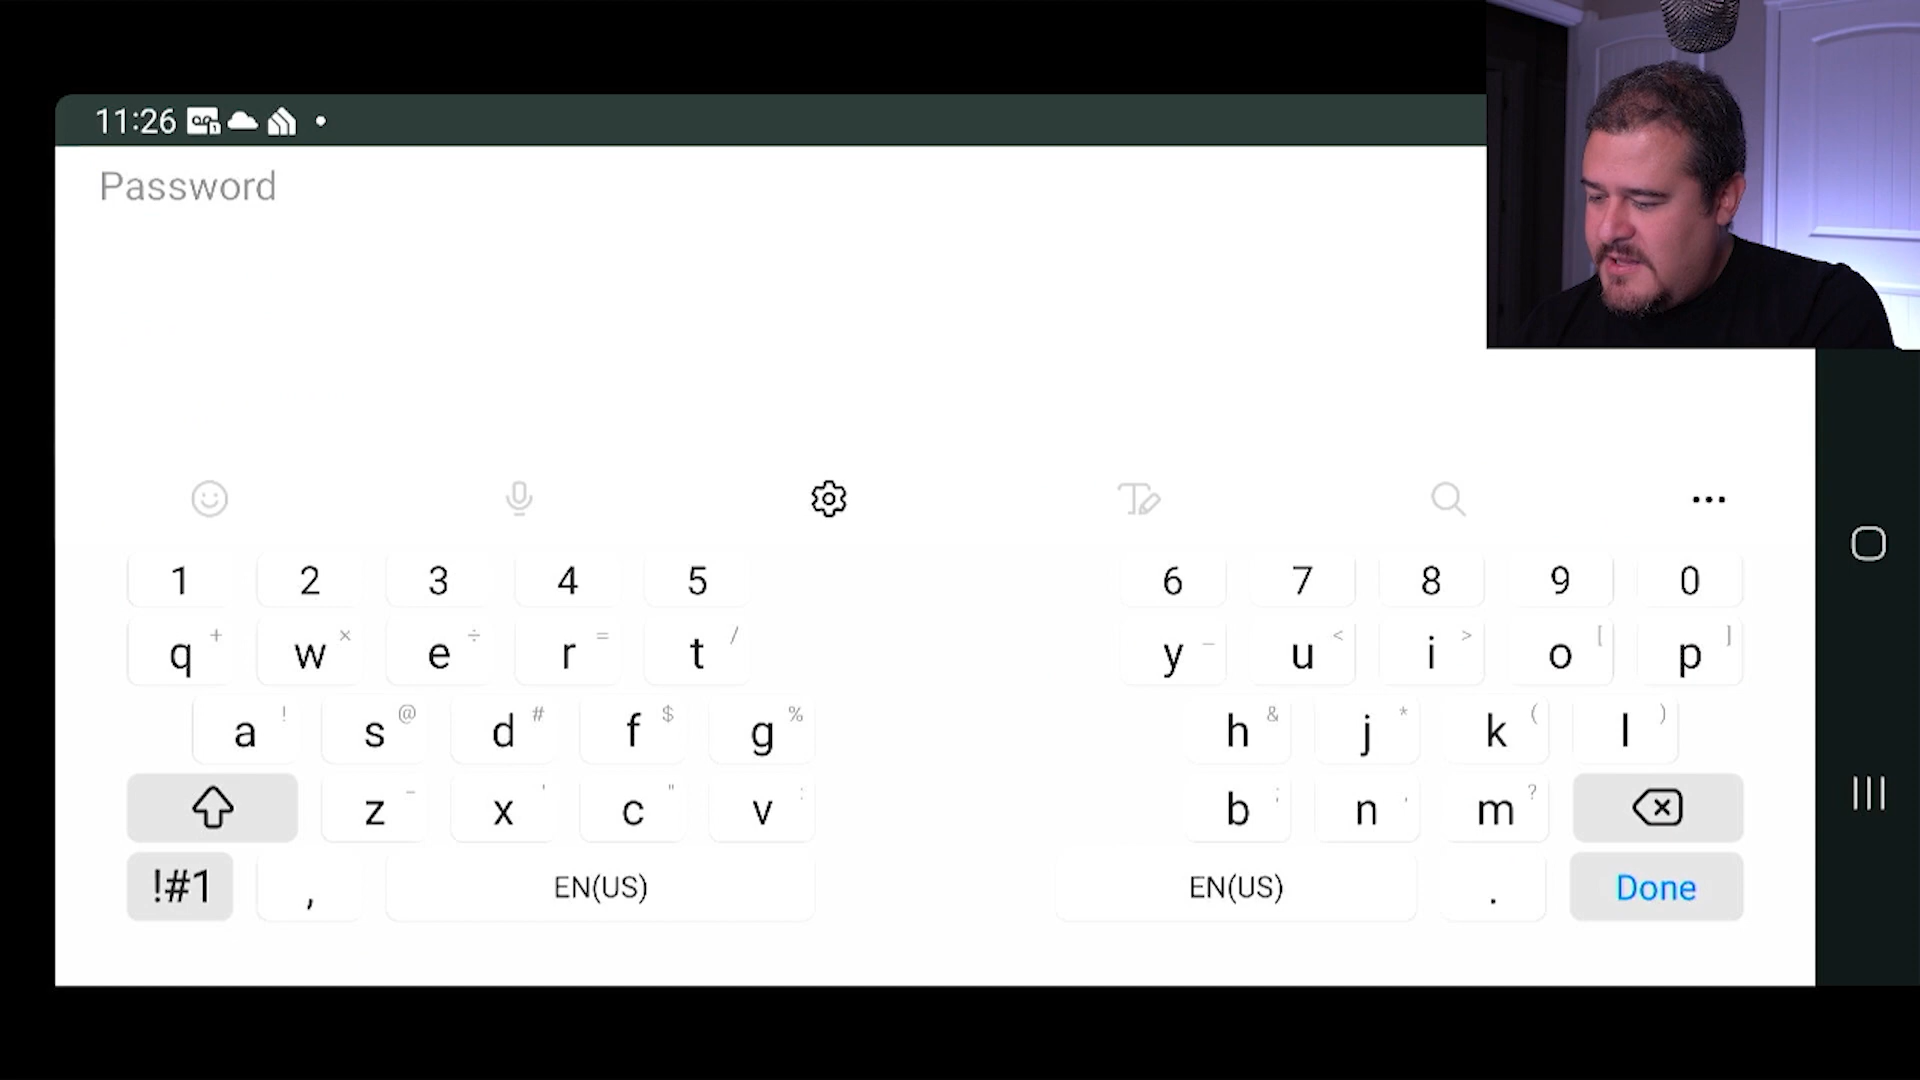 11:26
Password
1 2 3 4 5 6 7 8 9 0
q + w × e ÷ r = t / y _ u < i > o [ p ]
a ! s @ d # f $ g % h & j * k ( l )
z - x ' c " v : b ; n , m ?
!#1 , EN(US) EN(US) . Done